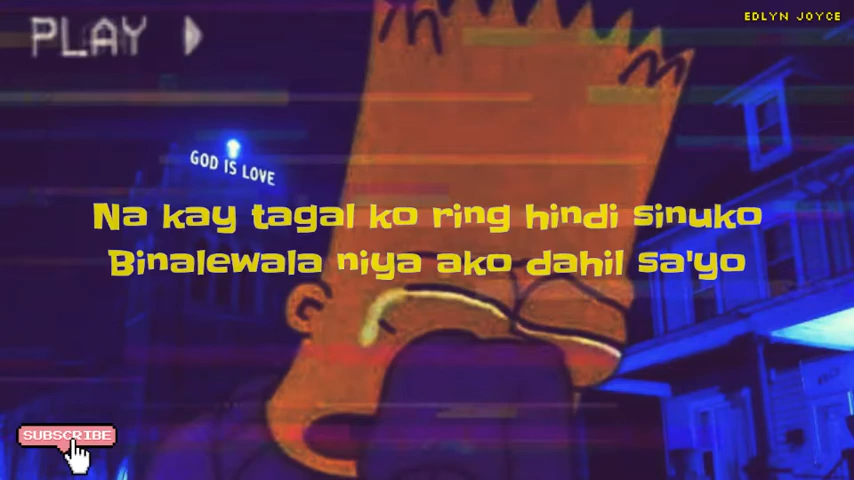 PLAY
EDLYN JOYCE
GOD IS LOVE
Na kay tagal ko ring hindi sinuko
Binalewala niya ako dahil sa'yo
SUBSCRIBE